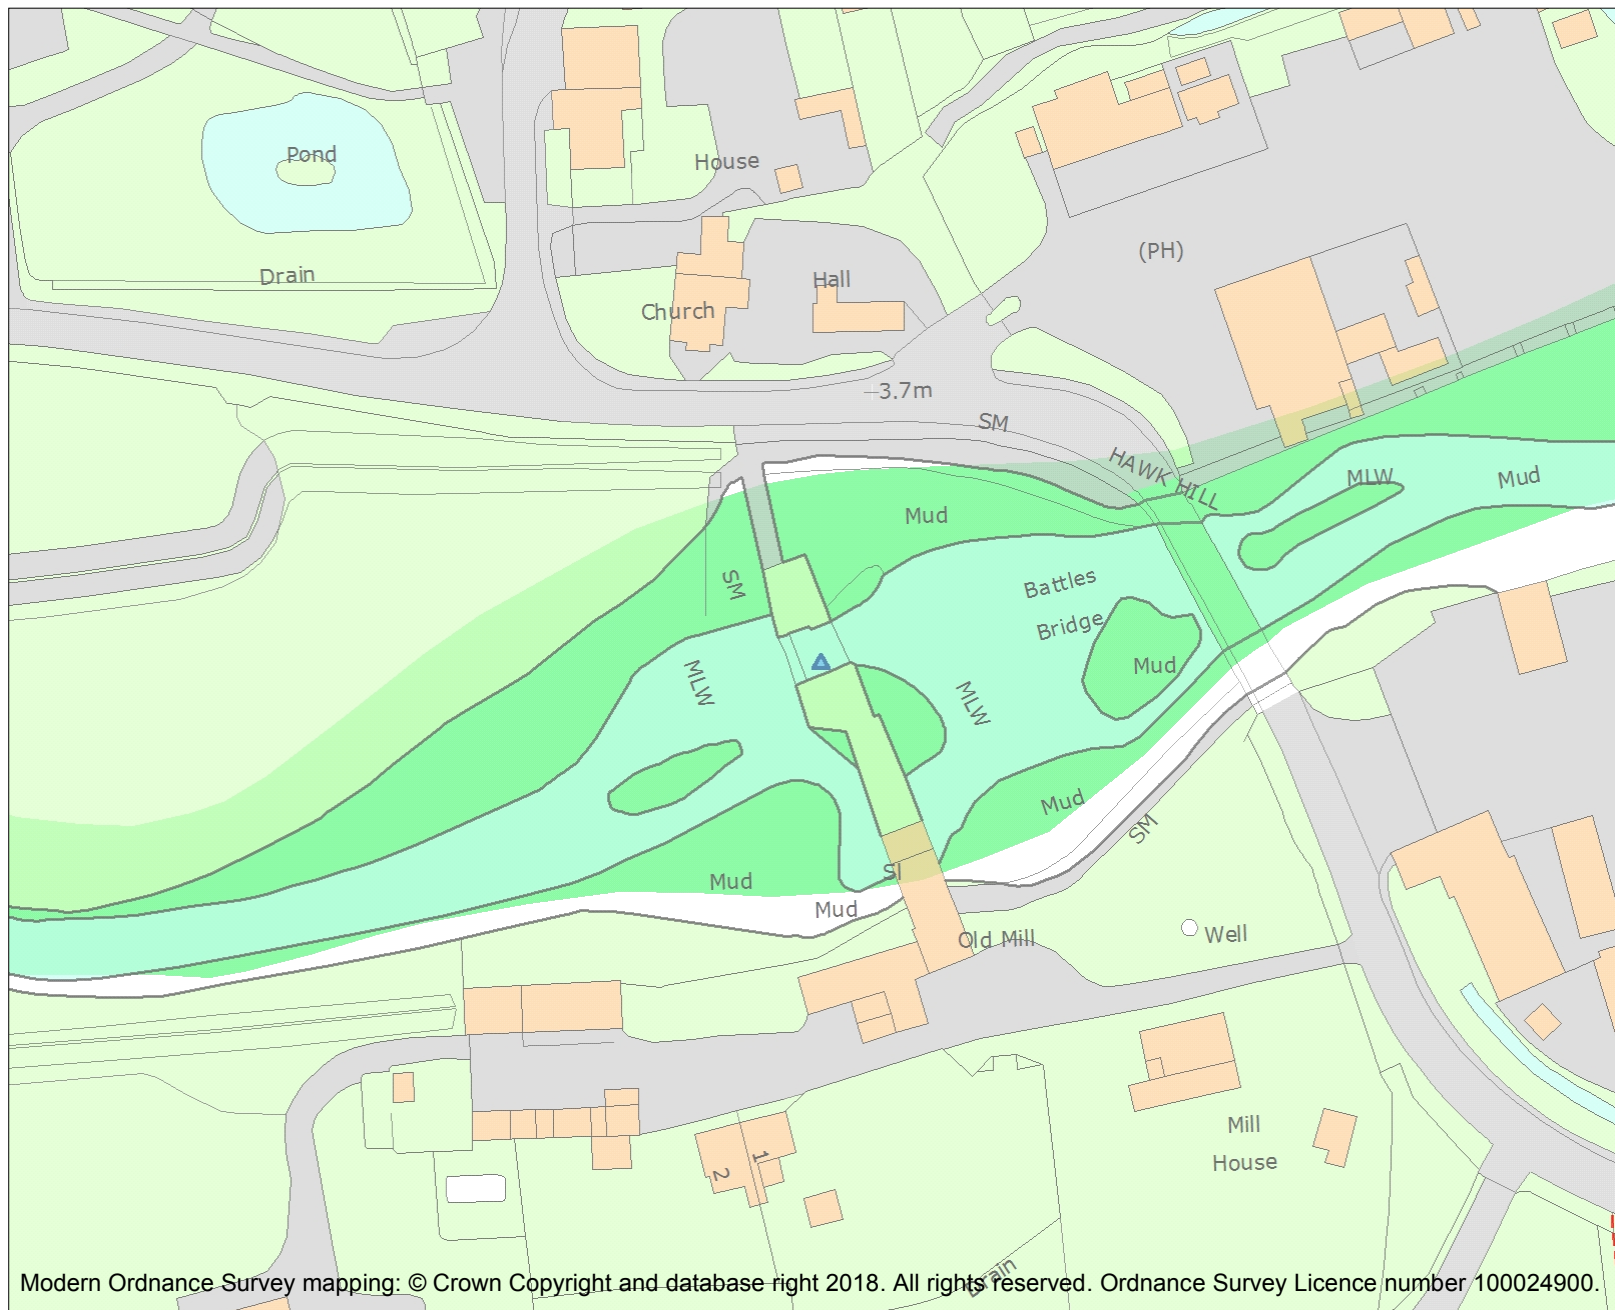 Pond
House
(PH)
Drain
Hall
Church
3.7m
SM
HAWK HILL
MLW
Mud
Mud
SM
Battles
Bridge
Mud
MLW
MLW
Mud
SM
Sl
Mud
Mud
Old Mill
Well
Mill
House
1
2
Drain
Modern Ordnance Survey mapping: © Crown Copyright and database right 2018. All rights reserved. Ordnance Survey Licence number 100024900.